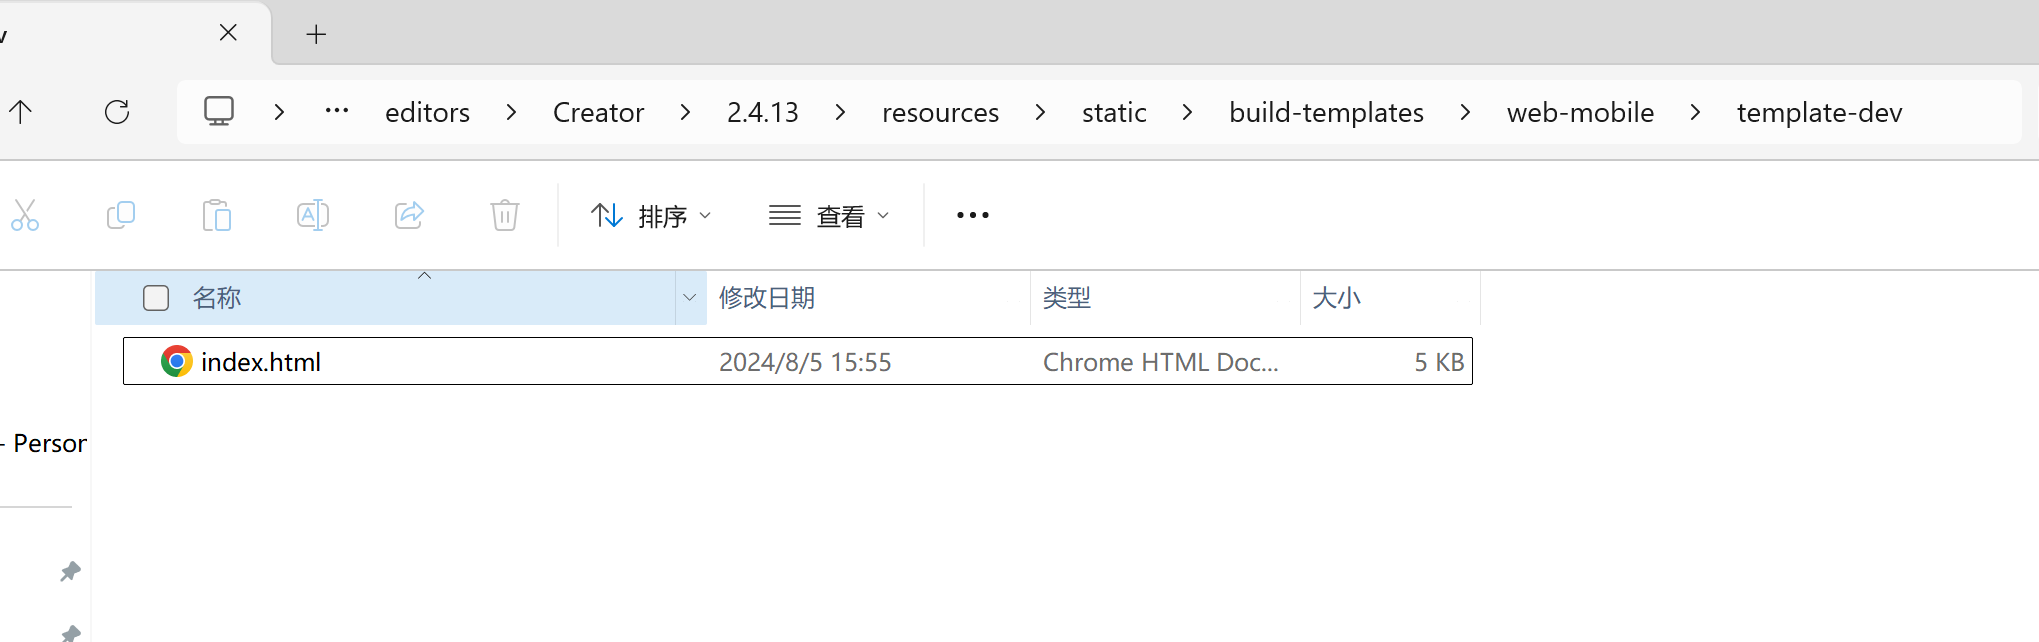 editors > Creator > 2.4.13 > resources > static > build-templates > web-mobile > template-dev
排序 查看
名称 修改日期 类型 大小
index.html 2024/8/5 15:55 Chrome HTML Doc... 5 KB
- Person